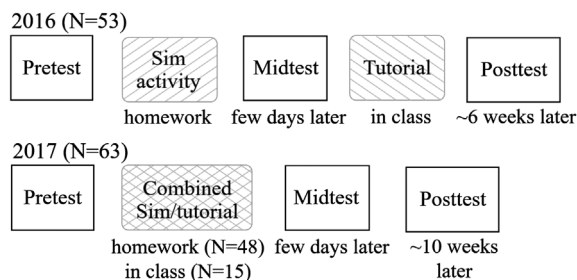 2016 (N=53)
Pretest
Sim
activity
Midtest
Tutorial
Posttest
homework
few days later
in class
~6 weeks later
2017 (N=63)
Pretest
Combined
Sim/tutorial
Midtest
Posttest
homework (N=48)
in class (N=15)
few days later
~10 weeks
later